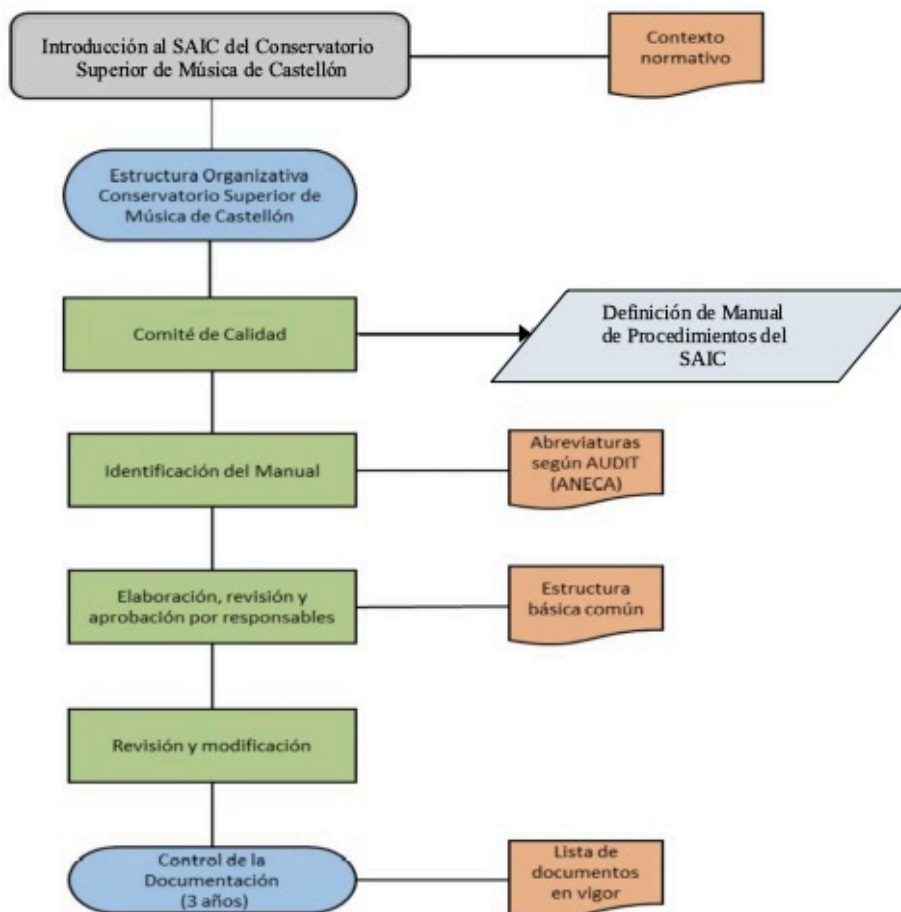 Introducción al SAIC del Conservatorio
Superior de Música de Castellón
Contexto
normativo
Estructura Organizativa
Conservatorio Superior de
Música de Castellón
Comité de Calidad
Definición de Manual
de Procedimientos del
SAIC
Identificación del Manual
Abreviaturas
según AUDIT
(ANECA)
Elaboración, revisión y
aprobación por responsables
Estructura
básica común
Revisión y modificación
Control de la
Documentación
(3 años)
Lista de
documentos
en vigor